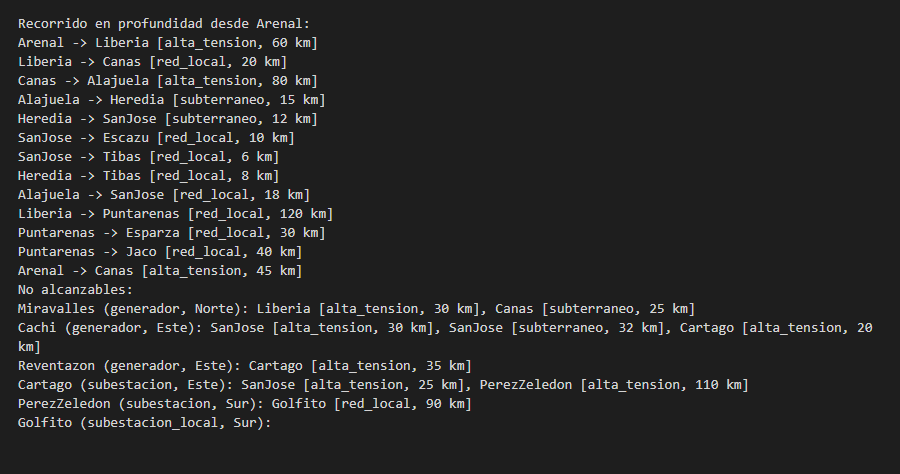 Recorrido en profundidad desde Arenal:
Arenal -> Liberia [alta_tension, 60 km]
Liberia -> Canas [red_local, 20 km]
Canas -> Alajuela [alta_tension, 80 km]
Alajuela -> Heredia [subterraneo, 15 km]
Heredia -> SanJose [subterraneo, 12 km]
SanJose -> Escazu [red_local, 10 km]
SanJose -> Tibas [red_local, 6 km]
Heredia -> Tibas [red_local, 8 km]
Alajuela -> SanJose [red_local, 18 km]
Liberia -> Puntarenas [red_local, 120 km]
Puntarenas -> Esparza [red_local, 30 km]
Puntarenas -> Jaco [red_local, 40 km]
Arenal -> Canas [alta_tension, 45 km]
No alcanzables:
Miravalles (generador, Norte): Liberia [alta_tension, 30 km], Canas [subterraneo, 25 km]
Cachi (generador, Este): SanJose [alta_tension, 30 km], SanJose [subterraneo, 32 km], Cartago [alta_tension, 20
km]
Reventazon (generador, Este): Cartago [alta_tension, 35 km]
Cartago (subestacion, Este): SanJose [alta_tension, 25 km], PerezZeledon [alta_tension, 110 km]
PerezZeledon (subestacion, Sur): Golfito [red_local, 90 km]
Golfito (subestacion_local, Sur):